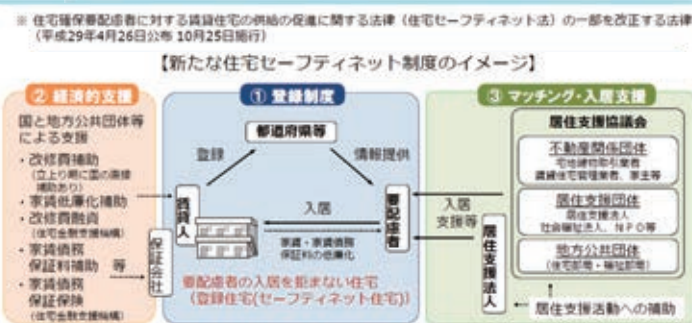 ※ 住宅確保要配慮者に対する賃貸住宅の供給の促進に関する法律(住宅セーフティネット法)の一部を改正する法律
(平成29年4月26日公布 10月25日施行)
【新たな住宅セーフティネット制度のイメージ】
② 経済的支援
国と地方公共団体等
による支援
・改修費補助
(立上り期に国の直接
補助あり)
・家賃低廉化補助
・改修費融資
(住宅金融支援機構)
・家賃債務
保証料補助 等
・家賃債務
保証保険
(住宅金融支援機構)
保証会社
① 登録制度
都道府県等
登録
情報提供
賃貸人
入居
家賃・家賃債務
保証料の低廉化
要配慮者
要配慮者の入居を拒まない住宅
(登録住宅(セーフティネット住宅))
③ マッチング・入居支援
居住支援協議会
不動産関係団体
宅地建物取引業者
賃貸住宅管理業者、家主等
居住支援団体
居住支援法人
社会福祉法人、NPO等
地方公共団体
(住宅部局・福祉部局)
入居
支援等
居住支援法人
居住支援活動への補助